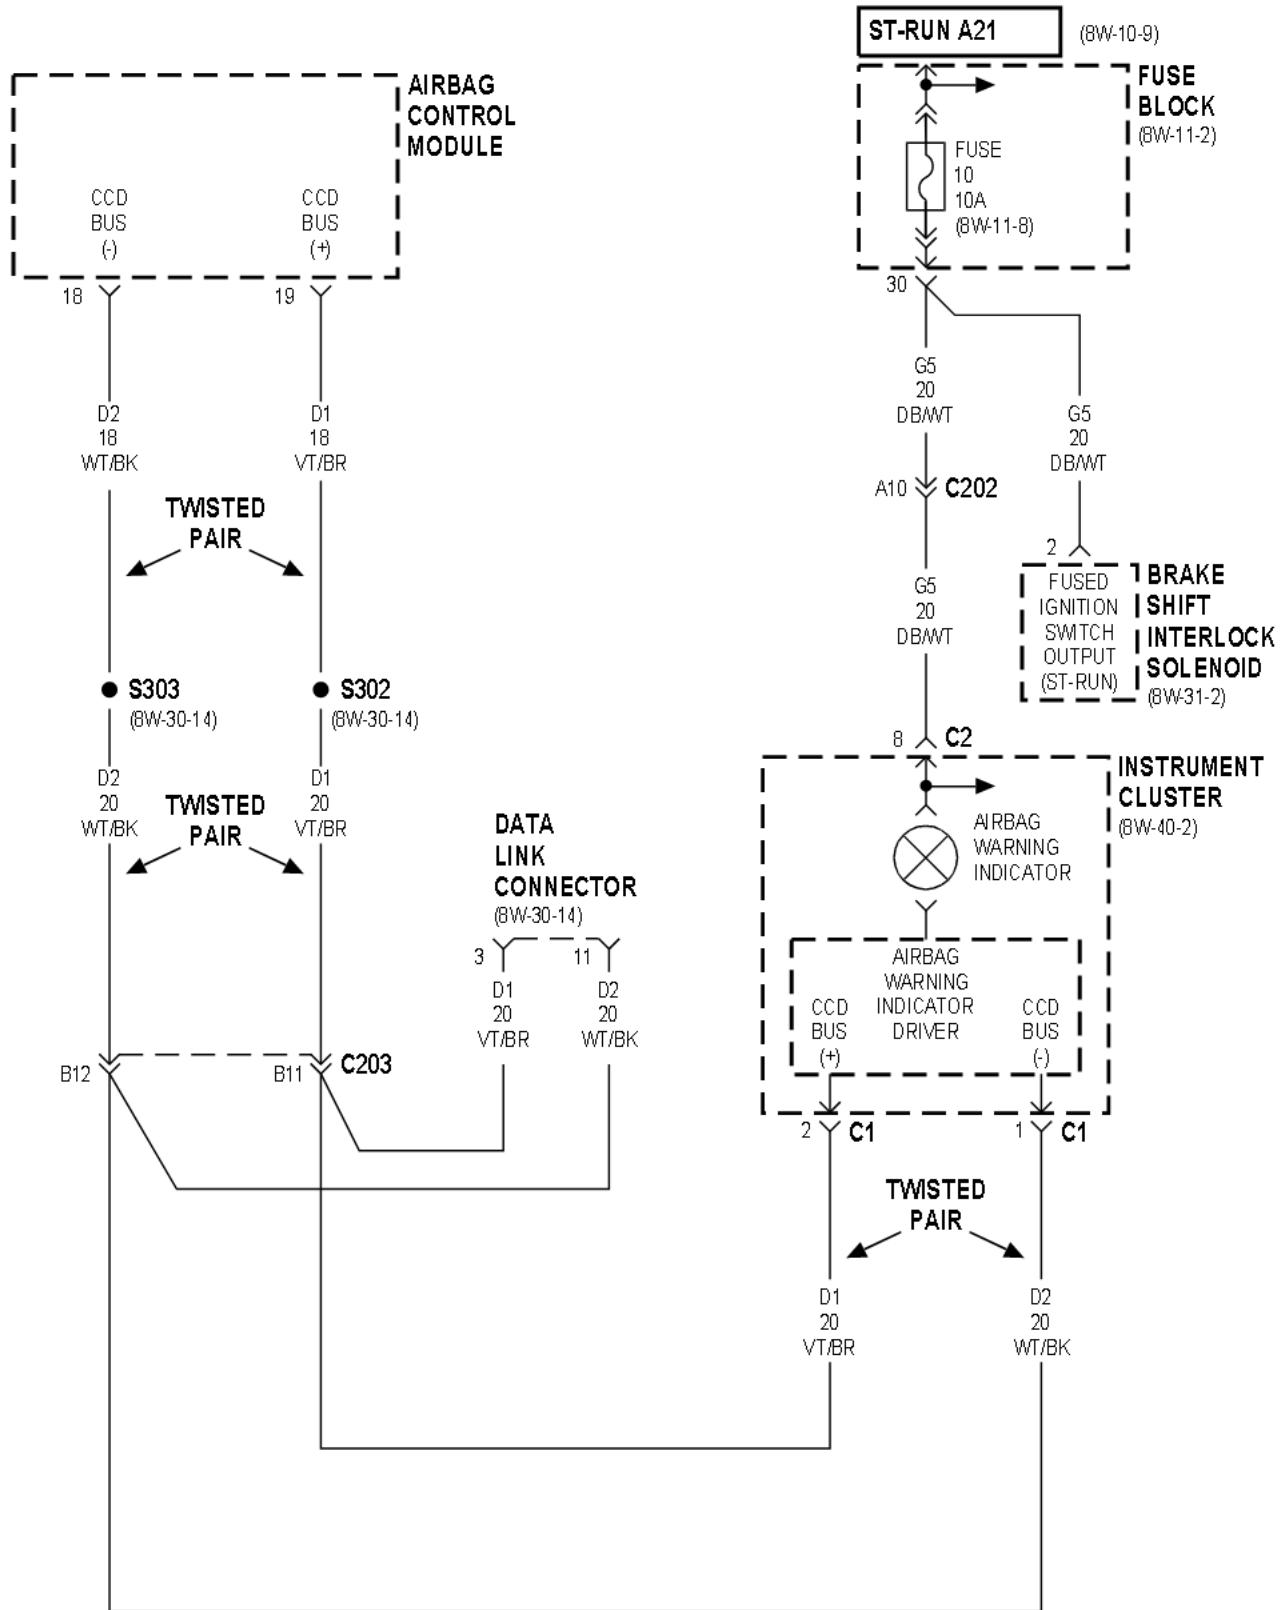 ST-RUN A21
(8W-10-9)
AIRBAG
CONTROL
MODULE
CCD
BUS
(-)
CCD
BUS
(+)
18
19
FUSE
BLOCK
(8W-11-2)
FUSE
10
10A
(8W-11-8)
30
D2
18
WT/BK
D1
18
VT/BR
G5
20
DB/WT
G5
20
DB/WT
TWISTED
PAIR
A10
C202
2
FUSED
IGNITION
SWITCH
OUTPUT
(ST-RUN)
BRAKE
SHIFT
INTERLOCK
SOLENOID
(8W-31-2)
G5
20
DB/WT
S303
(8W-30-14)
S302
(8W-30-14)
8
C2
D2
20
WT/BK
D1
20
VT/BR
TWISTED
PAIR
INSTRUMENT
CLUSTER
(8W-40-2)
AIRBAG
WARNING
INDICATOR
DATA
LINK
CONNECTOR
(8W-30-14)
3
11
D1
20
VT/BR
D2
20
WT/BK
AIRBAG
WARNING
INDICATOR
DRIVER
CCD
BUS
(+)
CCD
BUS
(-)
B12
B11
C203
2
C1
1
C1
TWISTED
PAIR
D1
20
VT/BR
D2
20
WT/BK